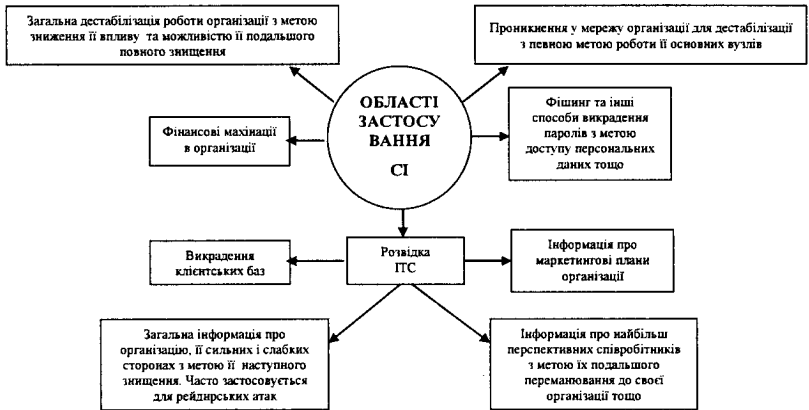 Загальна дестабілізація роботи організації з метою
зниження її впливу та можливістю її подальшого
повного знищення
Проникнення у мережу організації для дестабілізації
з певною метою роботи її основних вузлів
ОБЛАСТІ
ЗАСТОСУ
ВАННЯ
СІ
Фінансові махінації
в організації
Фішинг та інші
способи викрадення
паролів з метою
доступу персональних
даних тощо
Викрадення
клієнтських баз
Розвідка
ІТС
Інформація про
маркетингові плани
організації
Загальна інформація про
організацію, її сильних і слабких
сторонах з метою її наступного
знищення. Часто застосовується
для рейдирських атак
Інформація про найбільш
перспективних співробітників
з метою їх подальшого
переманювання до своєї
організації тощо